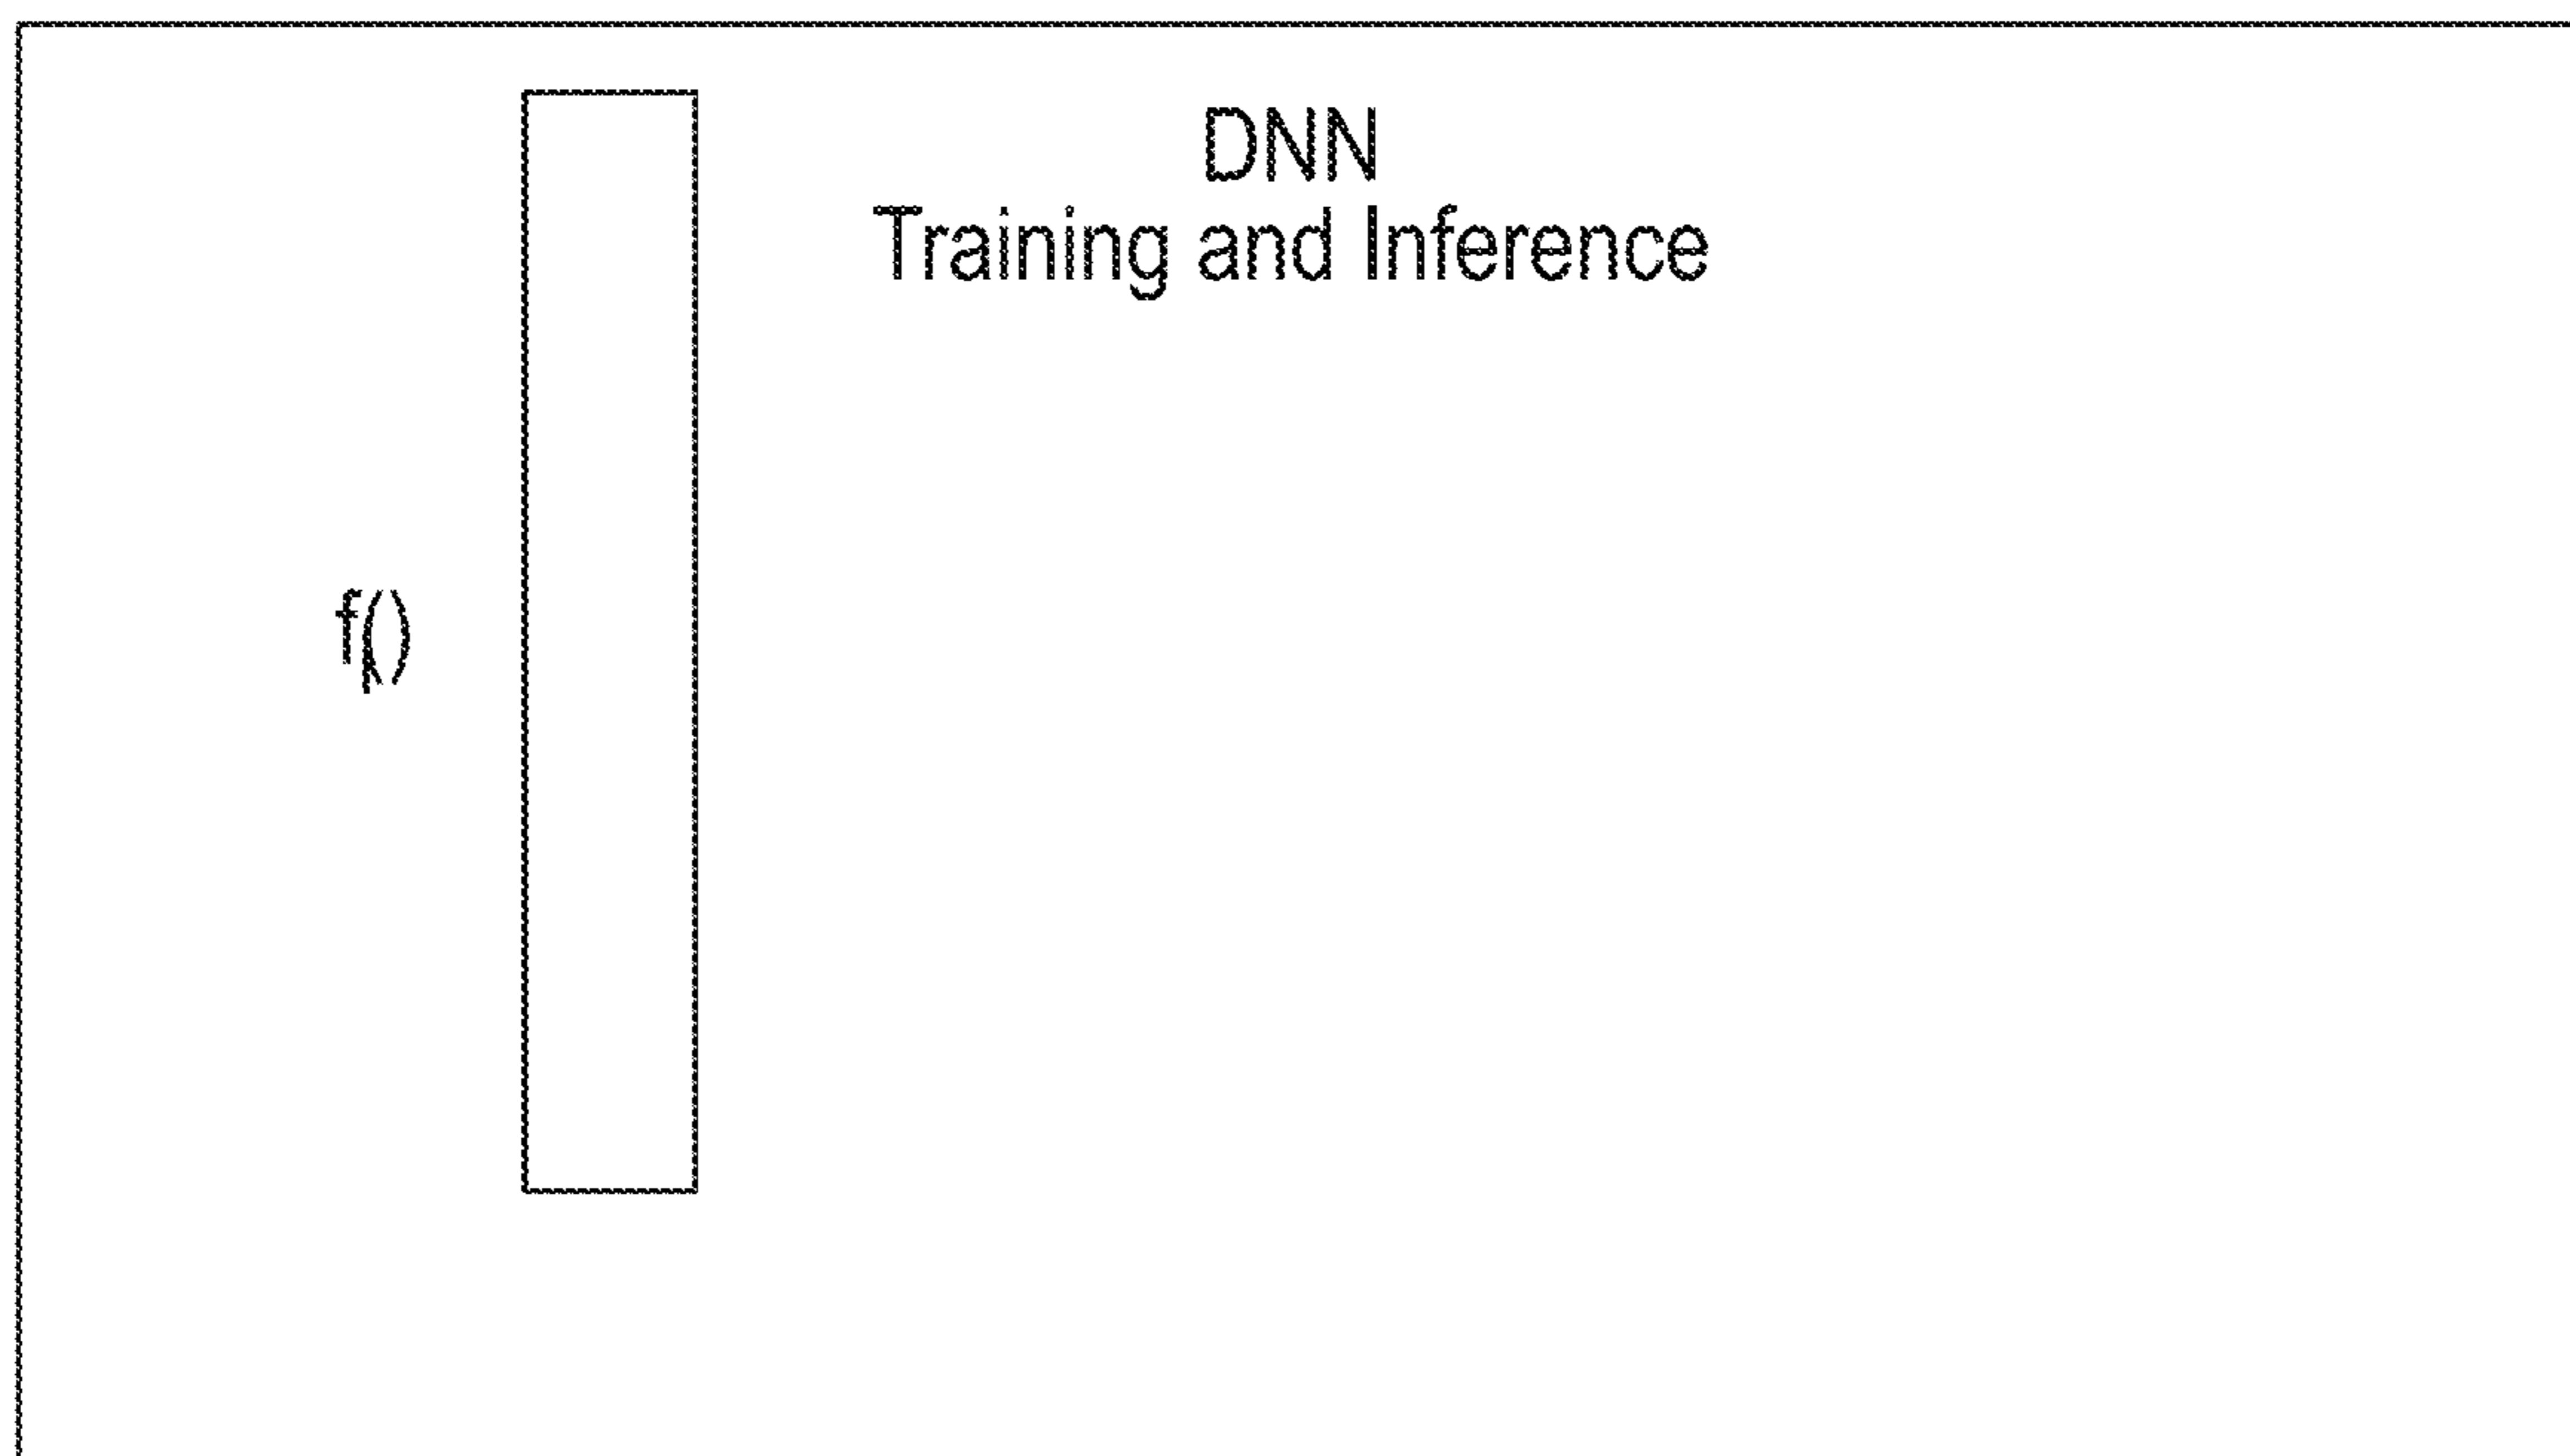 DNN
Training and Inference
f()